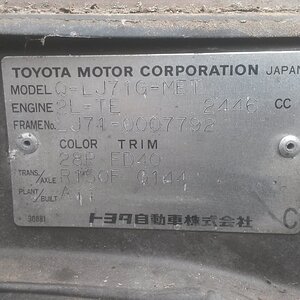 TOYOTA MOTOR CORPORATION JAPAN
MODEL Q-LJ71G-MET
ENGINE 2L-TE 2446 CC
FRAME No. LJ71-0007792
COLOR TRIM
28P FD40
TRANS/AXLE R150F G144
PLANT/BUILT A
トヨタ自動車株式会社
30681 C